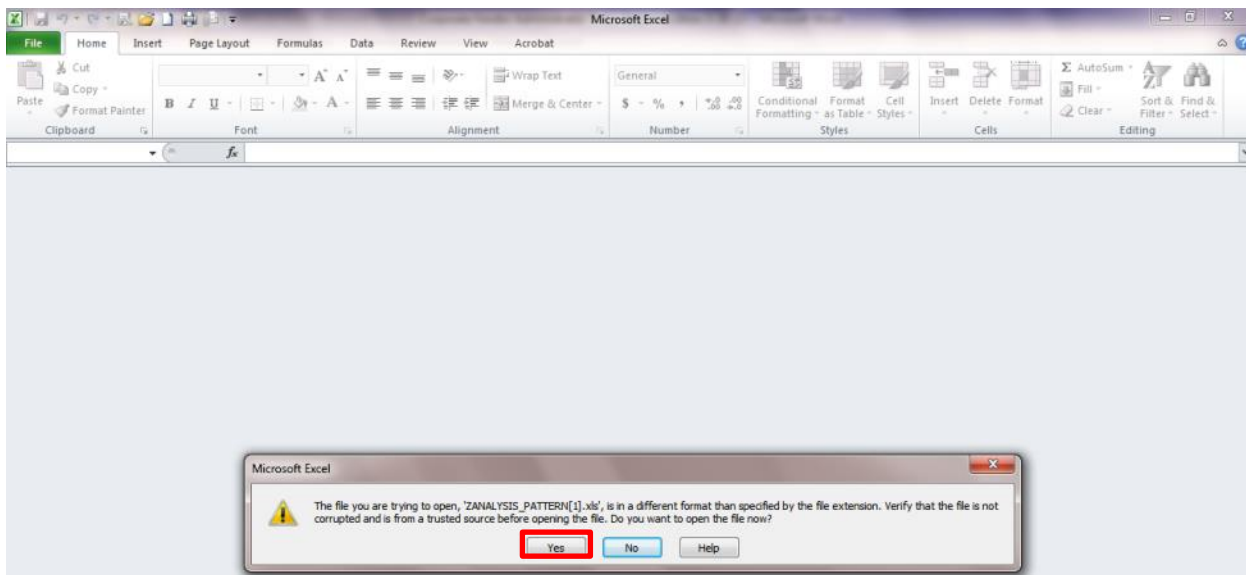 Microsoft Excel
File Home Insert Page Layout Formulas Data Review View Acrobat
Cut
Copy
Format Painter
Paste
Clipboard
B I U
A A
A
Font
Wrap Text
Merge & Center
Alignment
General
$ % ,
.0 .00
.00 .0
Number
Conditional Formatting
Format as Table
Cell Styles
Styles
Insert Delete Format
Cells
Σ AutoSum
Fill
Clear
Sort & Filter
Find & Select
Editing
fx
Microsoft Excel
The file you are trying to open, 'ZANALYSIS_PATTERN[1].xls', is in a different format than specified by the file extension. Verify that the file is not
corrupted and is from a trusted source before opening the file. Do you want to open the file now?
Yes No Help